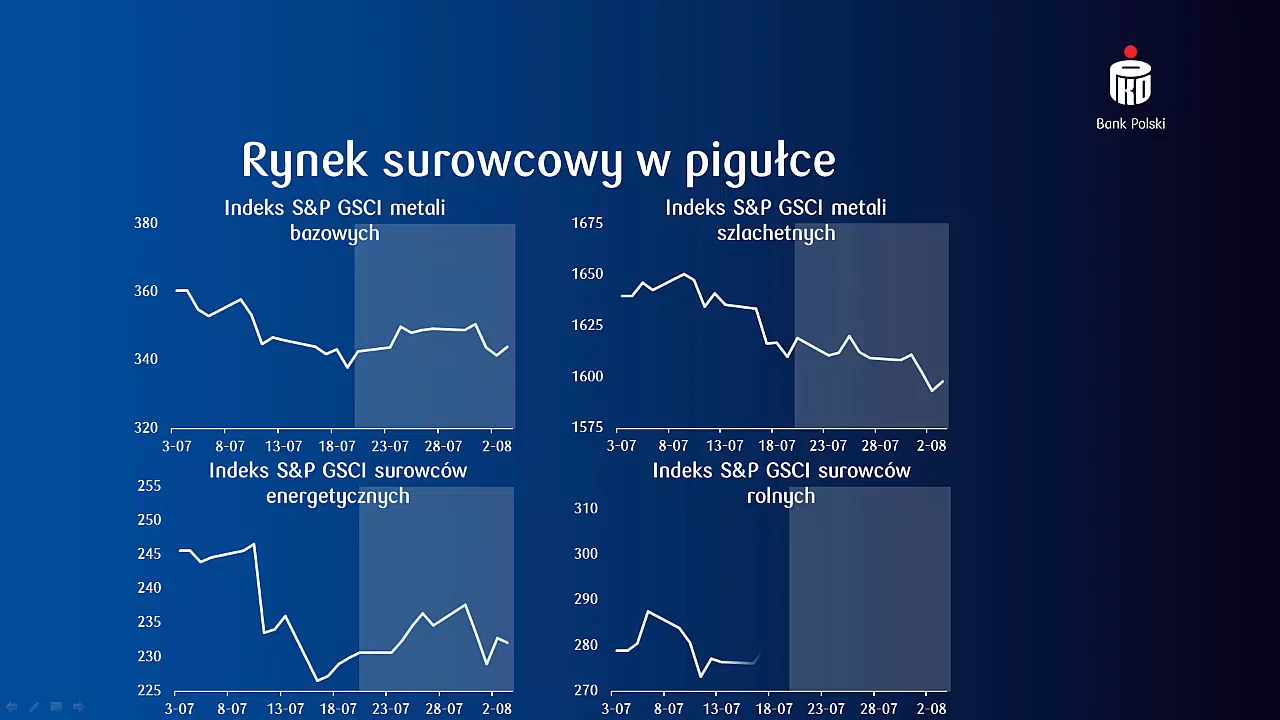 PKO
Bank Polski
Rynek surowcowy w pigułce
Indeks S&P GSCI metali
bazowych
380
360
340
320
3-07 8-07 13-07 18-07 23-07 28-07 2-08
Indeks S&P GSCI metali
szlachetnych
1675
1650
1625
1600
1575
3-07 8-07 13-07 18-07 23-07 28-07 2-08
Indeks S&P GSCI surowców
energetycznych
255
250
245
240
235
230
225
3-07 8-07 13-07 18-07 23-07 28-07 2-08
Indeks S&P GSCI surowców
rolnych
310
300
290
280
270
3-07 8-07 13-07 18-07 23-07 28-07 2-08